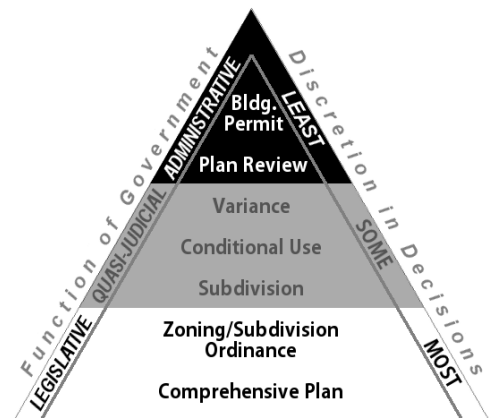 Function of Government
Discretion in Decisions
ADMINISTRATIVE
LEAST
Bldg.
Permit
Plan Review
QUASI-JUDICIAL
SOME
Variance
Conditional Use
Subdivision
LEGISLATIVE
MOST
Zoning/Subdivision
Ordinance
Comprehensive Plan